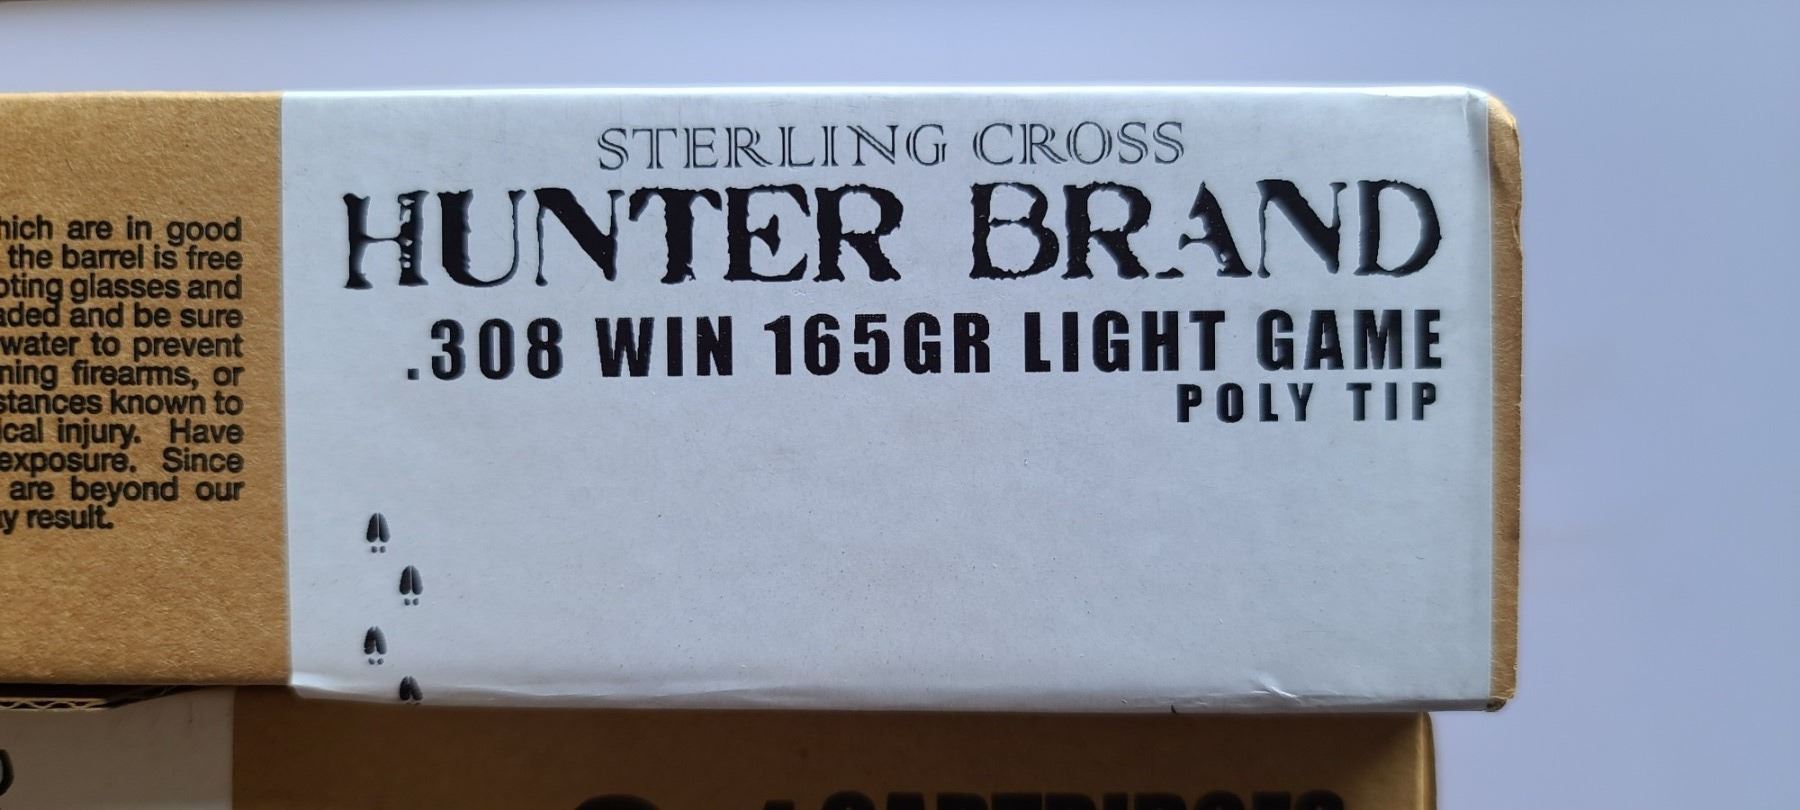 STERLING CROSS
HUNTER BRAND
.308 WIN 165GR LIGHT GAME
POLY TIP
hich are in good
the barrel is free
oting glasses and
aded and be sure
water to prevent
ning firearms, or
stances known to
ical injury. Have
exposure. Since
are beyond our
ay result.
CARTRIDGES